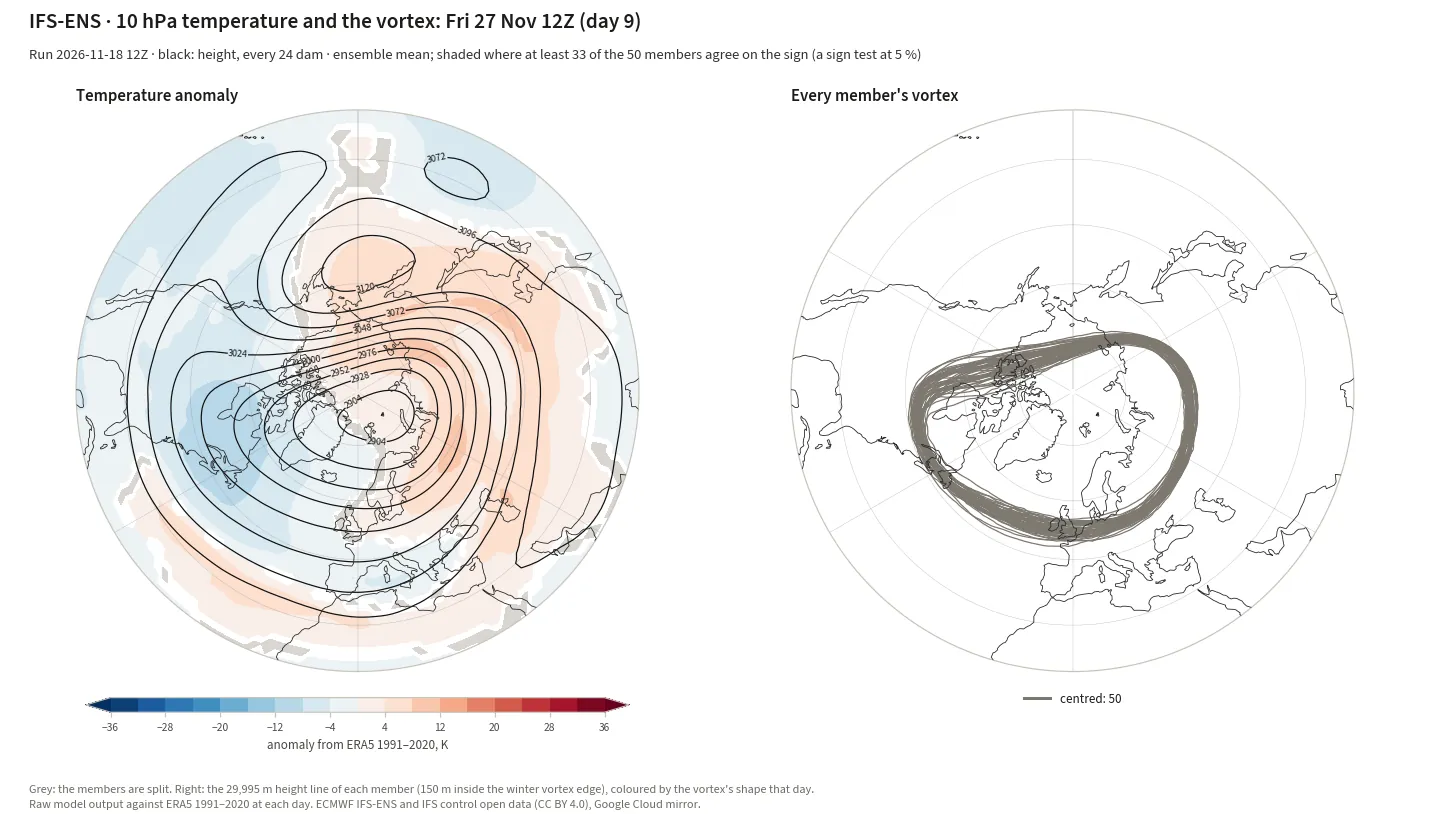 IFS-ENS · 10 hPa temperature and the vortex: Fri 27 Nov 12Z (day 9)
Run 2026-11-18 12Z · black: height, every 24 dam · ensemble mean; shaded where at least 33 of the 50 members agree on the sign (a sign test at 5 %)
Temperature anomaly
Every member's vortex
3072
3096
3120
3072
3048
3024
3000
2976
2952
2928
2904
2904
−36 −28 −20 −12 −4 4 12 20 28 36
anomaly from ERA5 1991–2020, K
centred: 50
Grey: the members are split. Right: the 29,995 m height line of each member (150 m inside the winter vortex edge), coloured by the vortex's shape that day.
Raw model output against ERA5 1991–2020 at each day. ECMWF IFS-ENS and IFS control open data (CC BY 4.0), Google Cloud mirror.